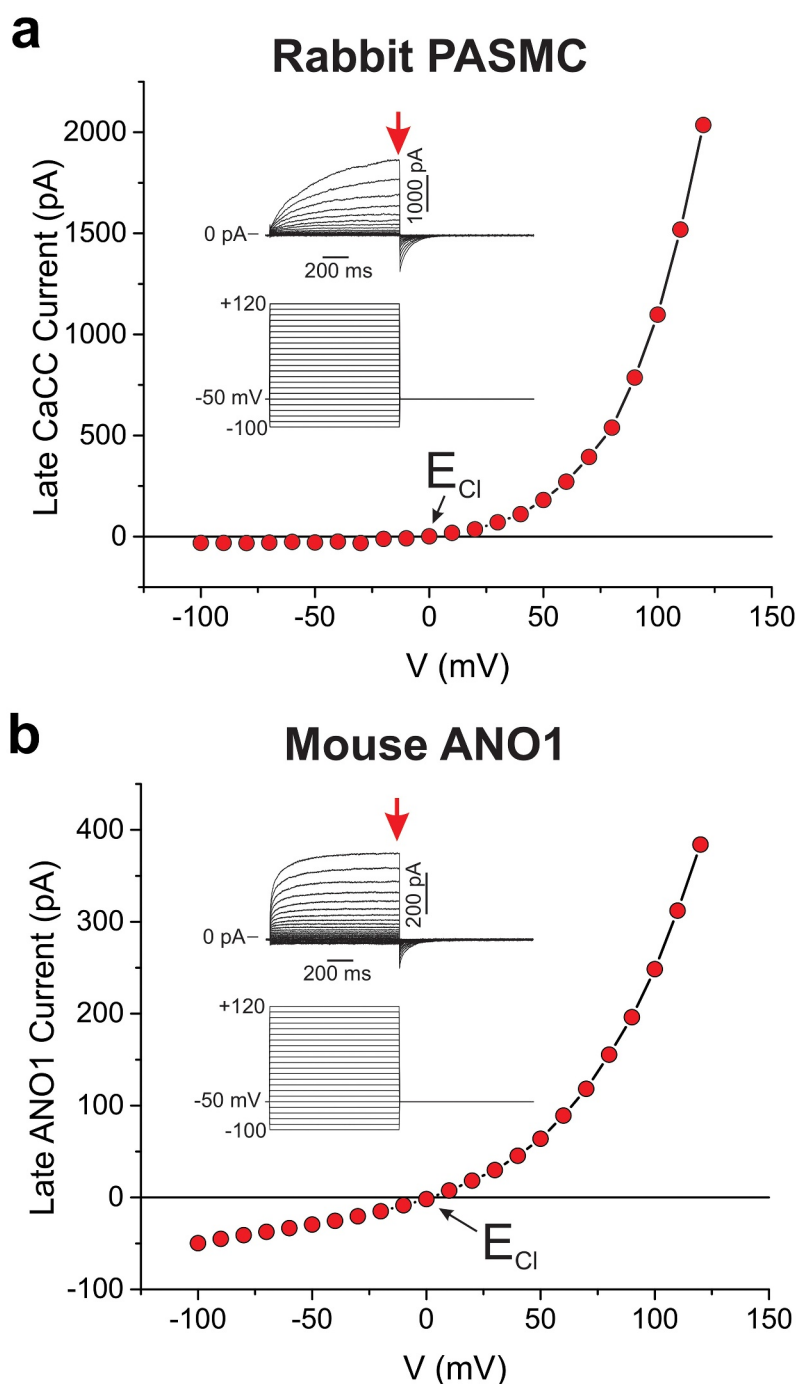 a
Rabbit PASMC
Late CaCC Current (pA)
2000
1500
1000
500
0
1000 pA
0 pA
200 ms
+120
-50 mV
-100
ECl
-100
-50
0
50
100
150
V (mV)
b
Mouse ANO1
Late ANO1 Current (pA)
400
300
200
100
0
-100
200 pA
0 pA
200 ms
+120
-50 mV
-100
ECl
-100
-50
0
50
100
150
V (mV)